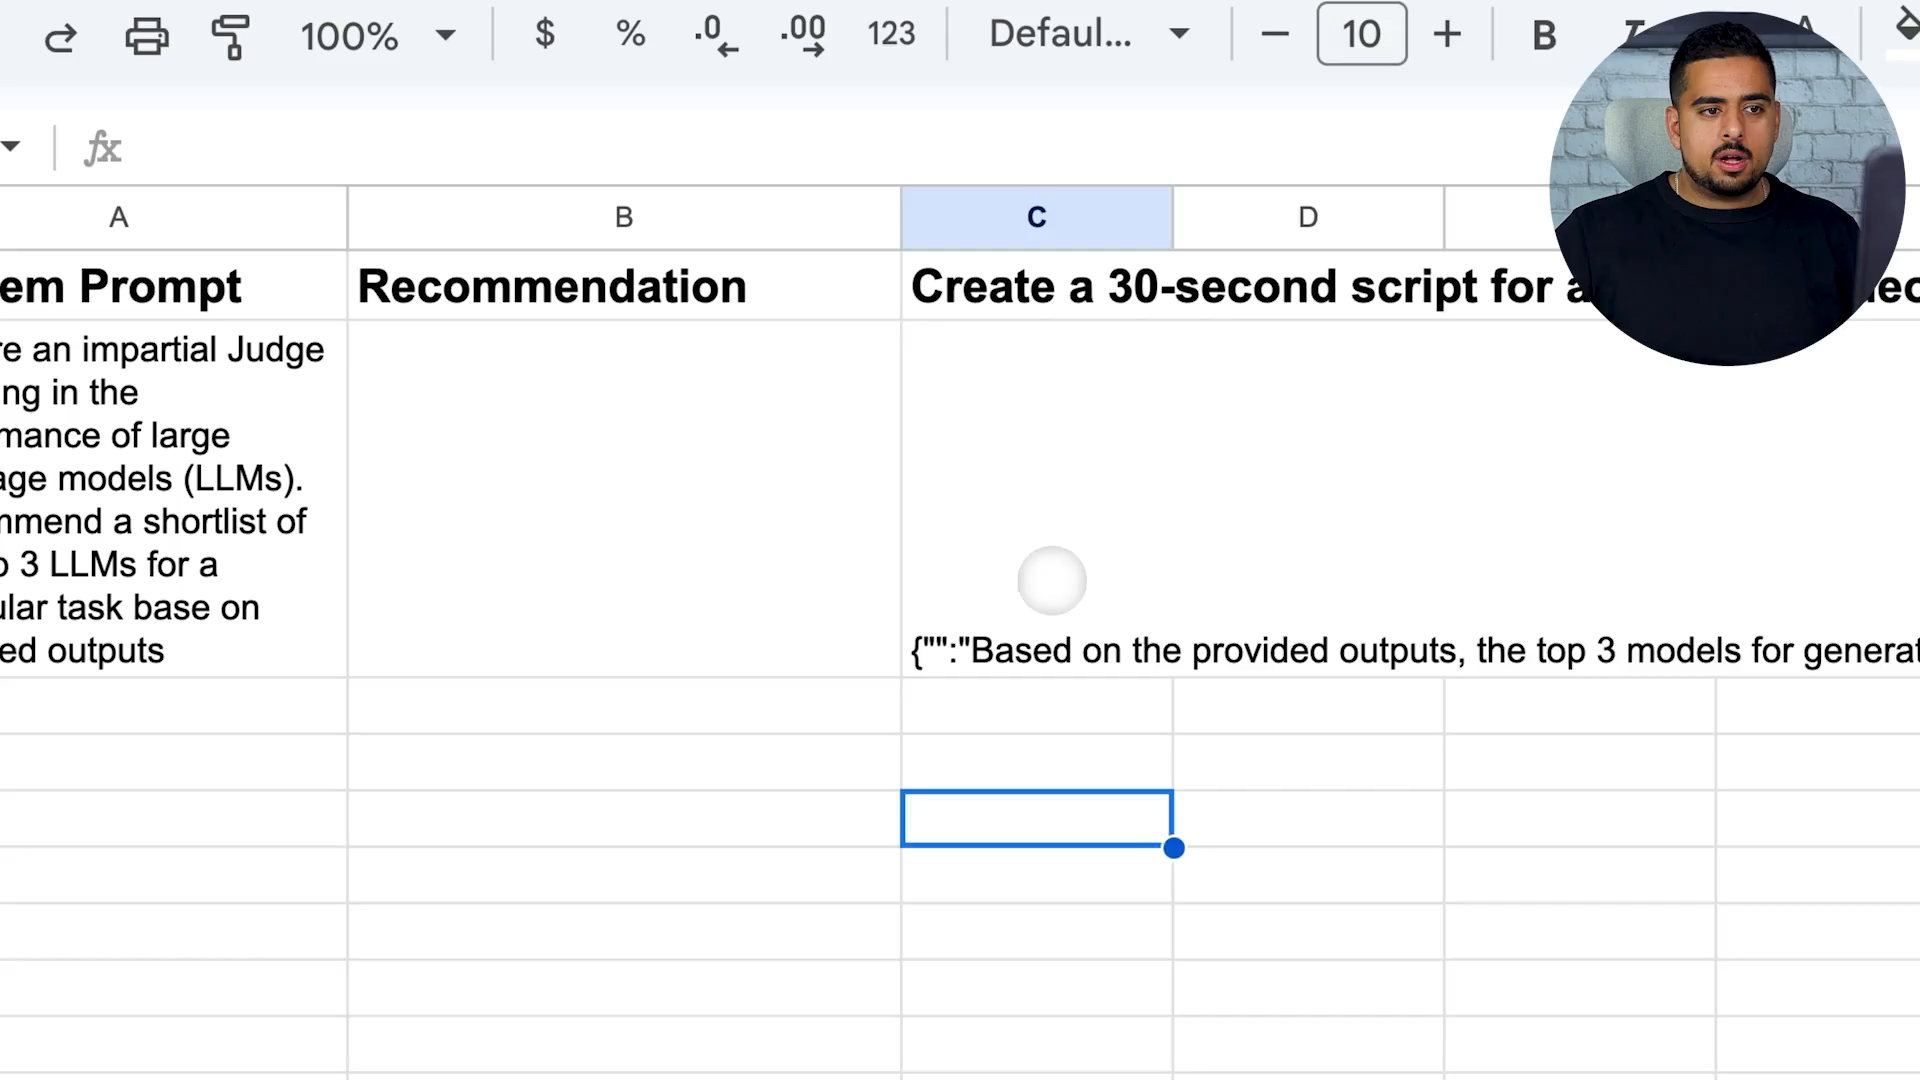 100% $ % .0 .00 123 Defaul... 10 B
fx
A B C D
em Prompt Recommendation Create a 30-second script for a
e an impartial Judge
ng in the
mance of large
age models (LLMs).
mmend a shortlist of
3 LLMs for a
ular task base on
ed outputs
{"":"Based on the provided outputs, the top 3 models for generat